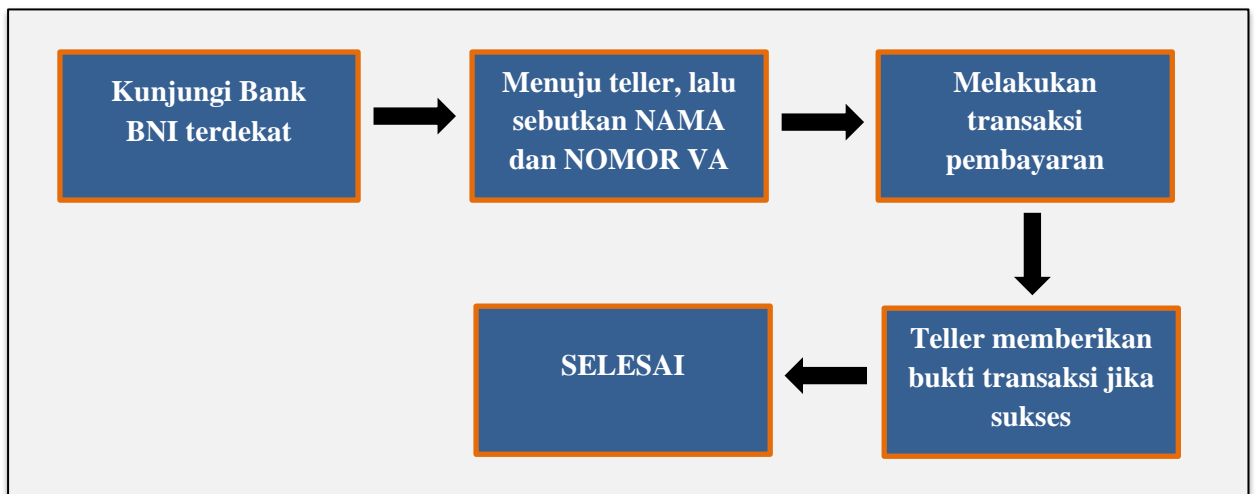 Kunjungi Bank
BNI terdekat
Menuju teller, lalu
sebutkan NAMA
dan NOMOR VA
Melakukan
transaksi
pembayaran
Teller memberikan
bukti transaksi jika
sukses
SELESAI